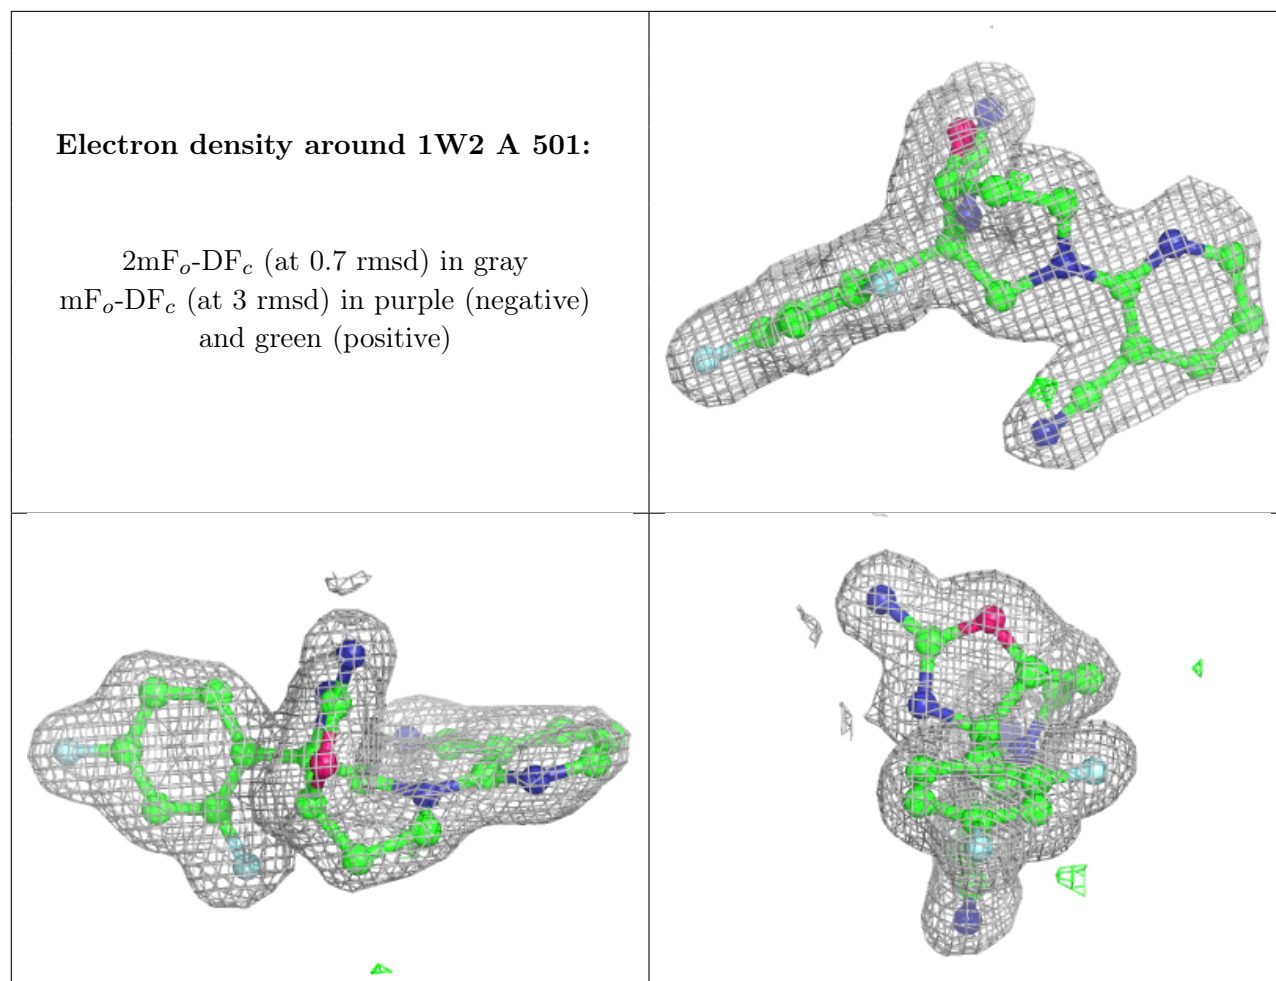 Electron density around 1W2 A 501:
2mFₒ-DF𝒸 (at 0.7 rmsd) in gray
mFₒ-DF𝒸 (at 3 rmsd) in purple (negative)
and green (positive)